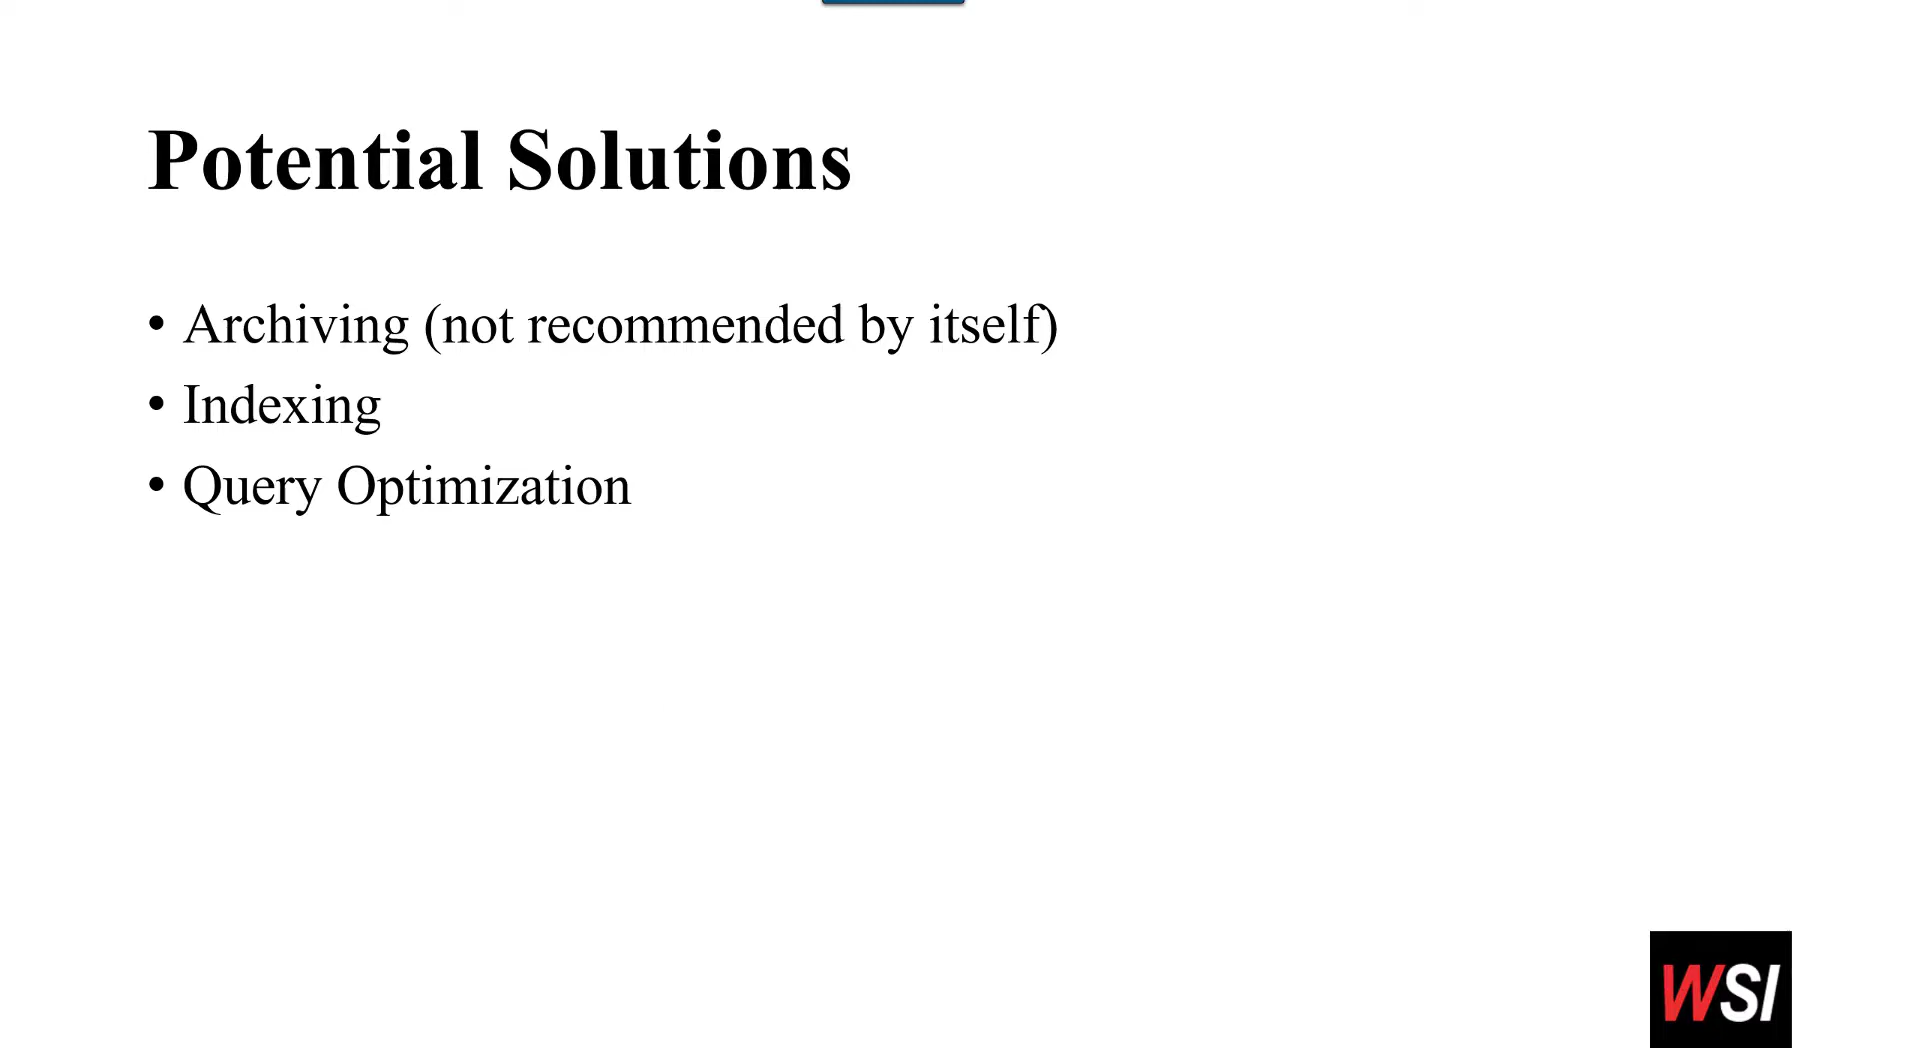 Potential Solutions
• Archiving (not recommended by itself)
• Indexing
• Query Optimization
WSI